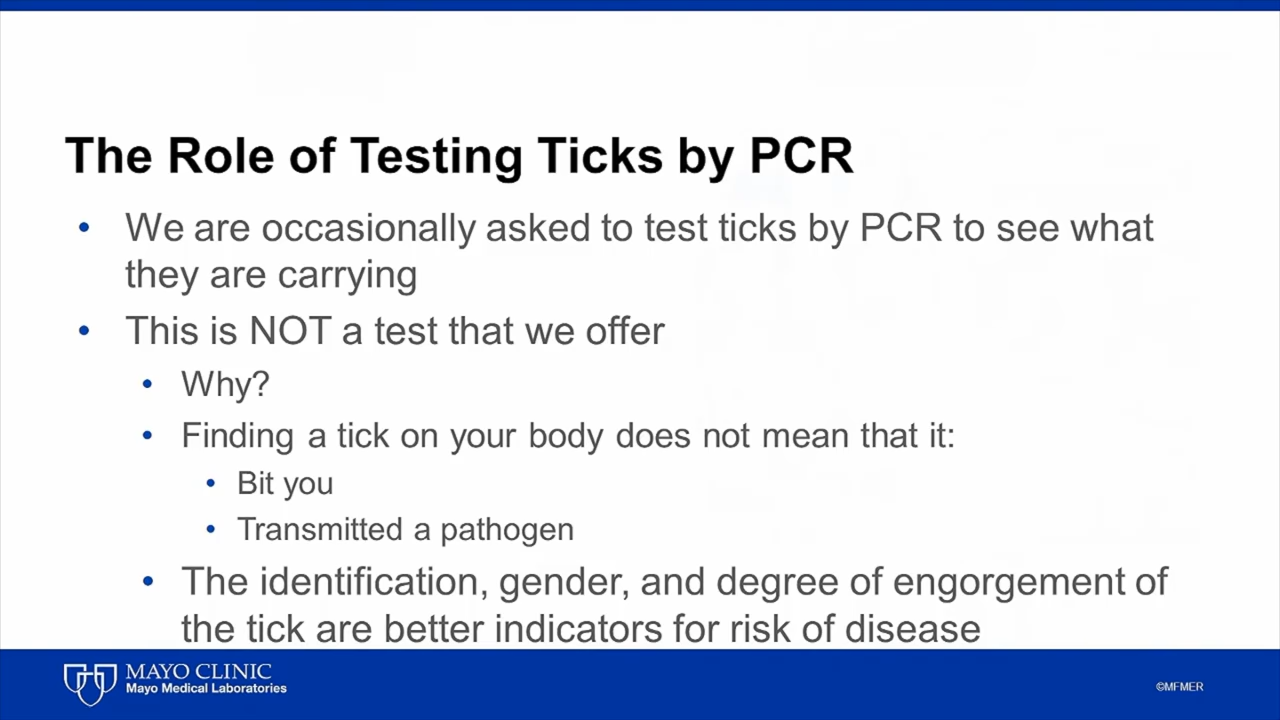 The Role of Testing Ticks by PCR
• We are occasionally asked to test ticks by PCR to see what
they are carrying
• This is NOT a test that we offer
• Why?
• Finding a tick on your body does not mean that it:
• Bit you
• Transmitted a pathogen
• The identification, gender, and degree of engorgement of
the tick are better indicators for risk of disease
MAYO CLINIC
Mayo Medical Laboratories
©MFMER